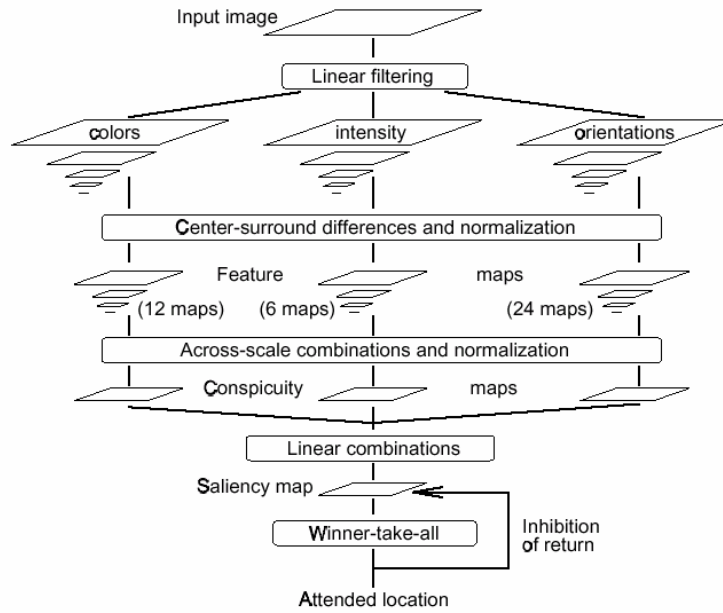 Input image
Linear filtering
colors intensity orientations
Center-surround differences and normalization
Feature maps
(12 maps) (6 maps) (24 maps)
Across-scale combinations and normalization
Conspicuity maps
Linear combinations
Saliency map
Winner-take-all
Inhibition
of return
Attended location